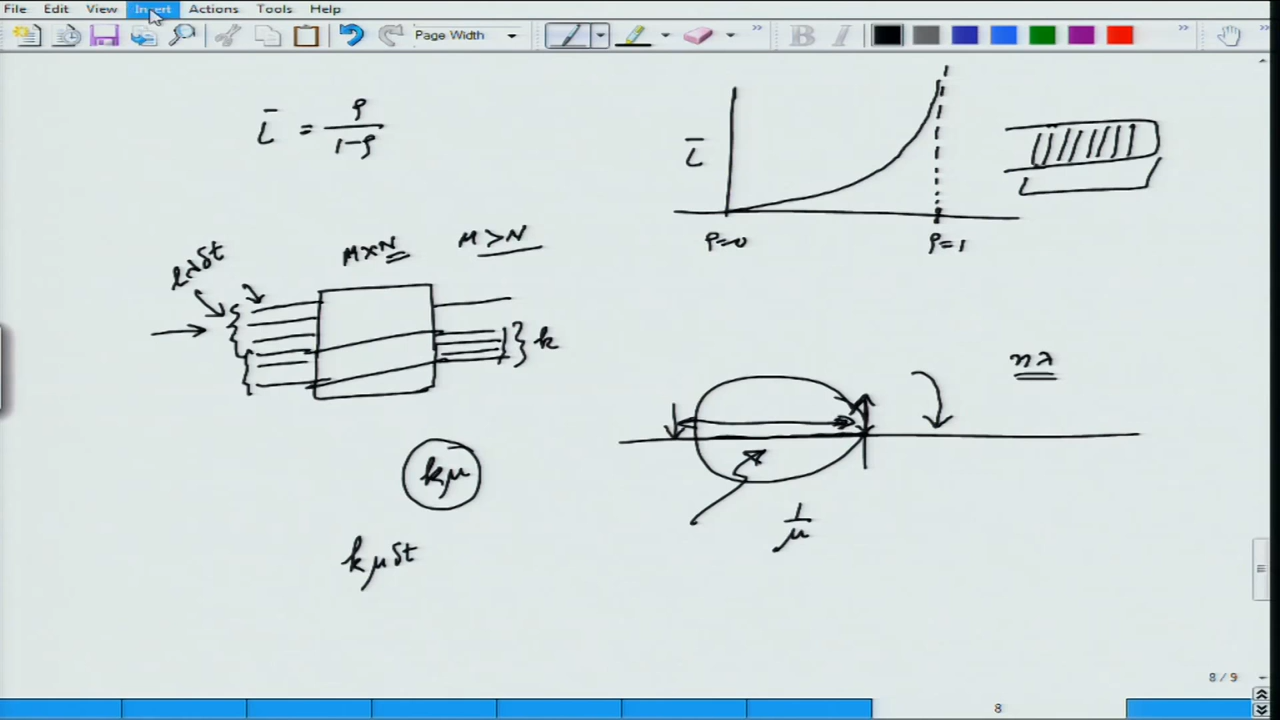 File Edit View Insert Actions Tools Help
Page Width
L̄ = ρ / 1-ρ
L̄
ρ=0
ρ=1
M×N
M>N
k
nλ
kμ
1/μ
kμδt
8 / 9
8